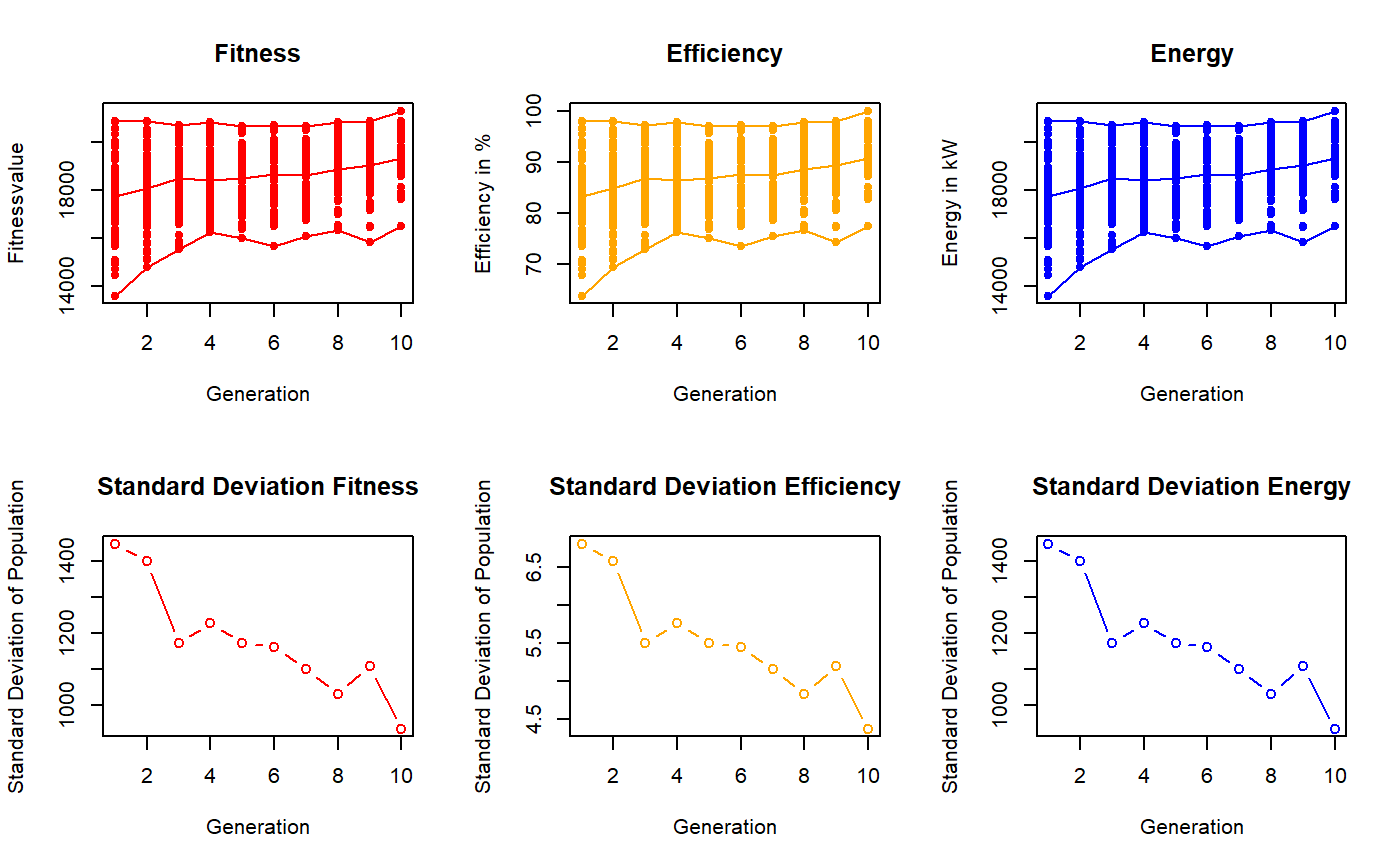 Fitness
Fitnessvalue
18000
14000
2 4 6 8 10
Generation
Efficiency
Efficiency in %
100
90
80
70
2 4 6 8 10
Generation
Energy
Energy in kW
18000
14000
2 4 6 8 10
Generation
Standard Deviation Fitness
Standard Deviation of Population
1400
1200
1000
2 4 6 8 10
Generation
Standard Deviation Efficiency
Standard Deviation of Population
6.5
5.5
4.5
2 4 6 8 10
Generation
Standard Deviation Energy
Standard Deviation of Population
1400
1200
1000
2 4 6 8 10
Generation